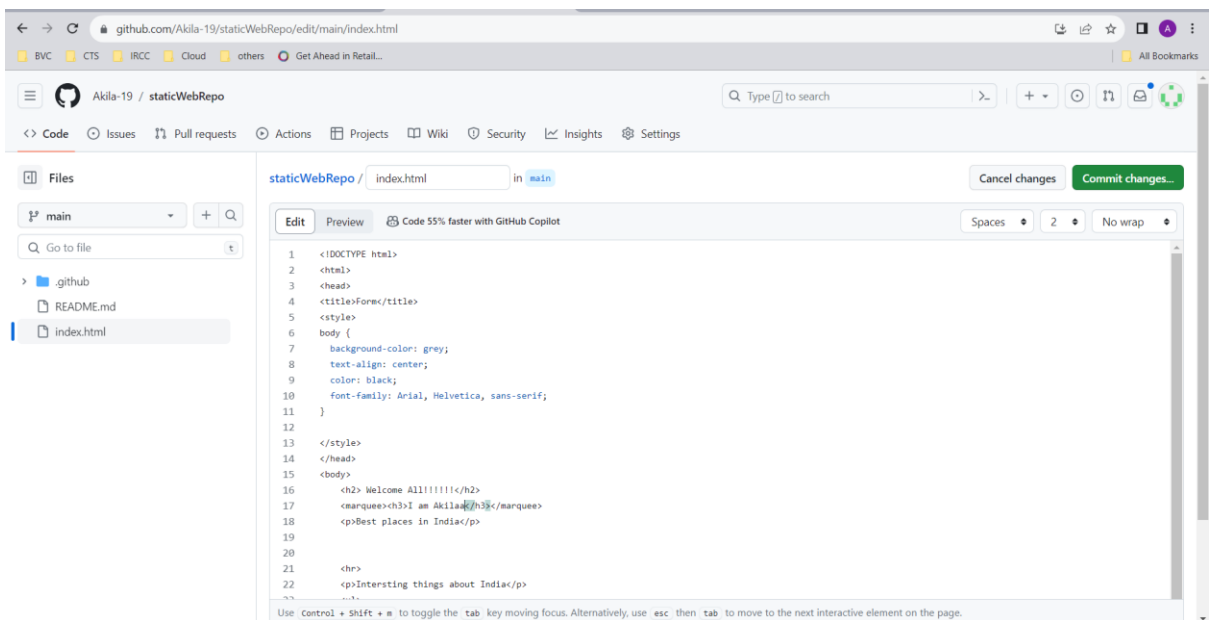 github.com/Akila-19/staticWebRepo/edit/main/index.html
A
BVC CTS IRCC Cloud others Get Ahead in Retail... All Bookmarks
Akila-19 / staticWebRepo Type / to search
Code Issues Pull requests Actions Projects Wiki Security Insights Settings
Files staticWebRepo / index.html in main Cancel changes Commit changes...
main Edit Preview Code 55% faster with GitHub Copilot Spaces 2 No wrap
Go to file t
.github
README.md
index.html
1 <!DOCTYPE html>
2 <html>
3 <head>
4 <title>Form</title>
5 <style>
6 body {
7 background-color: grey;
8 text-align: center;
9 color: black;
10 font-family: Arial, Helvetica, sans-serif;
11 }
12
13 </style>
14 </head>
15 <body>
16 <h2> Welcome All!!!!!!</h2>
17 <marquee><h3>I am Akilaa</h3></marquee>
18 <p>Best places in India</p>
19
20
21 <hr>
22 <p>Intersting things about India</p>
Use Control + Shift + m to toggle the tab key moving focus. Alternatively, use esc then tab to move to the next interactive element on the page.